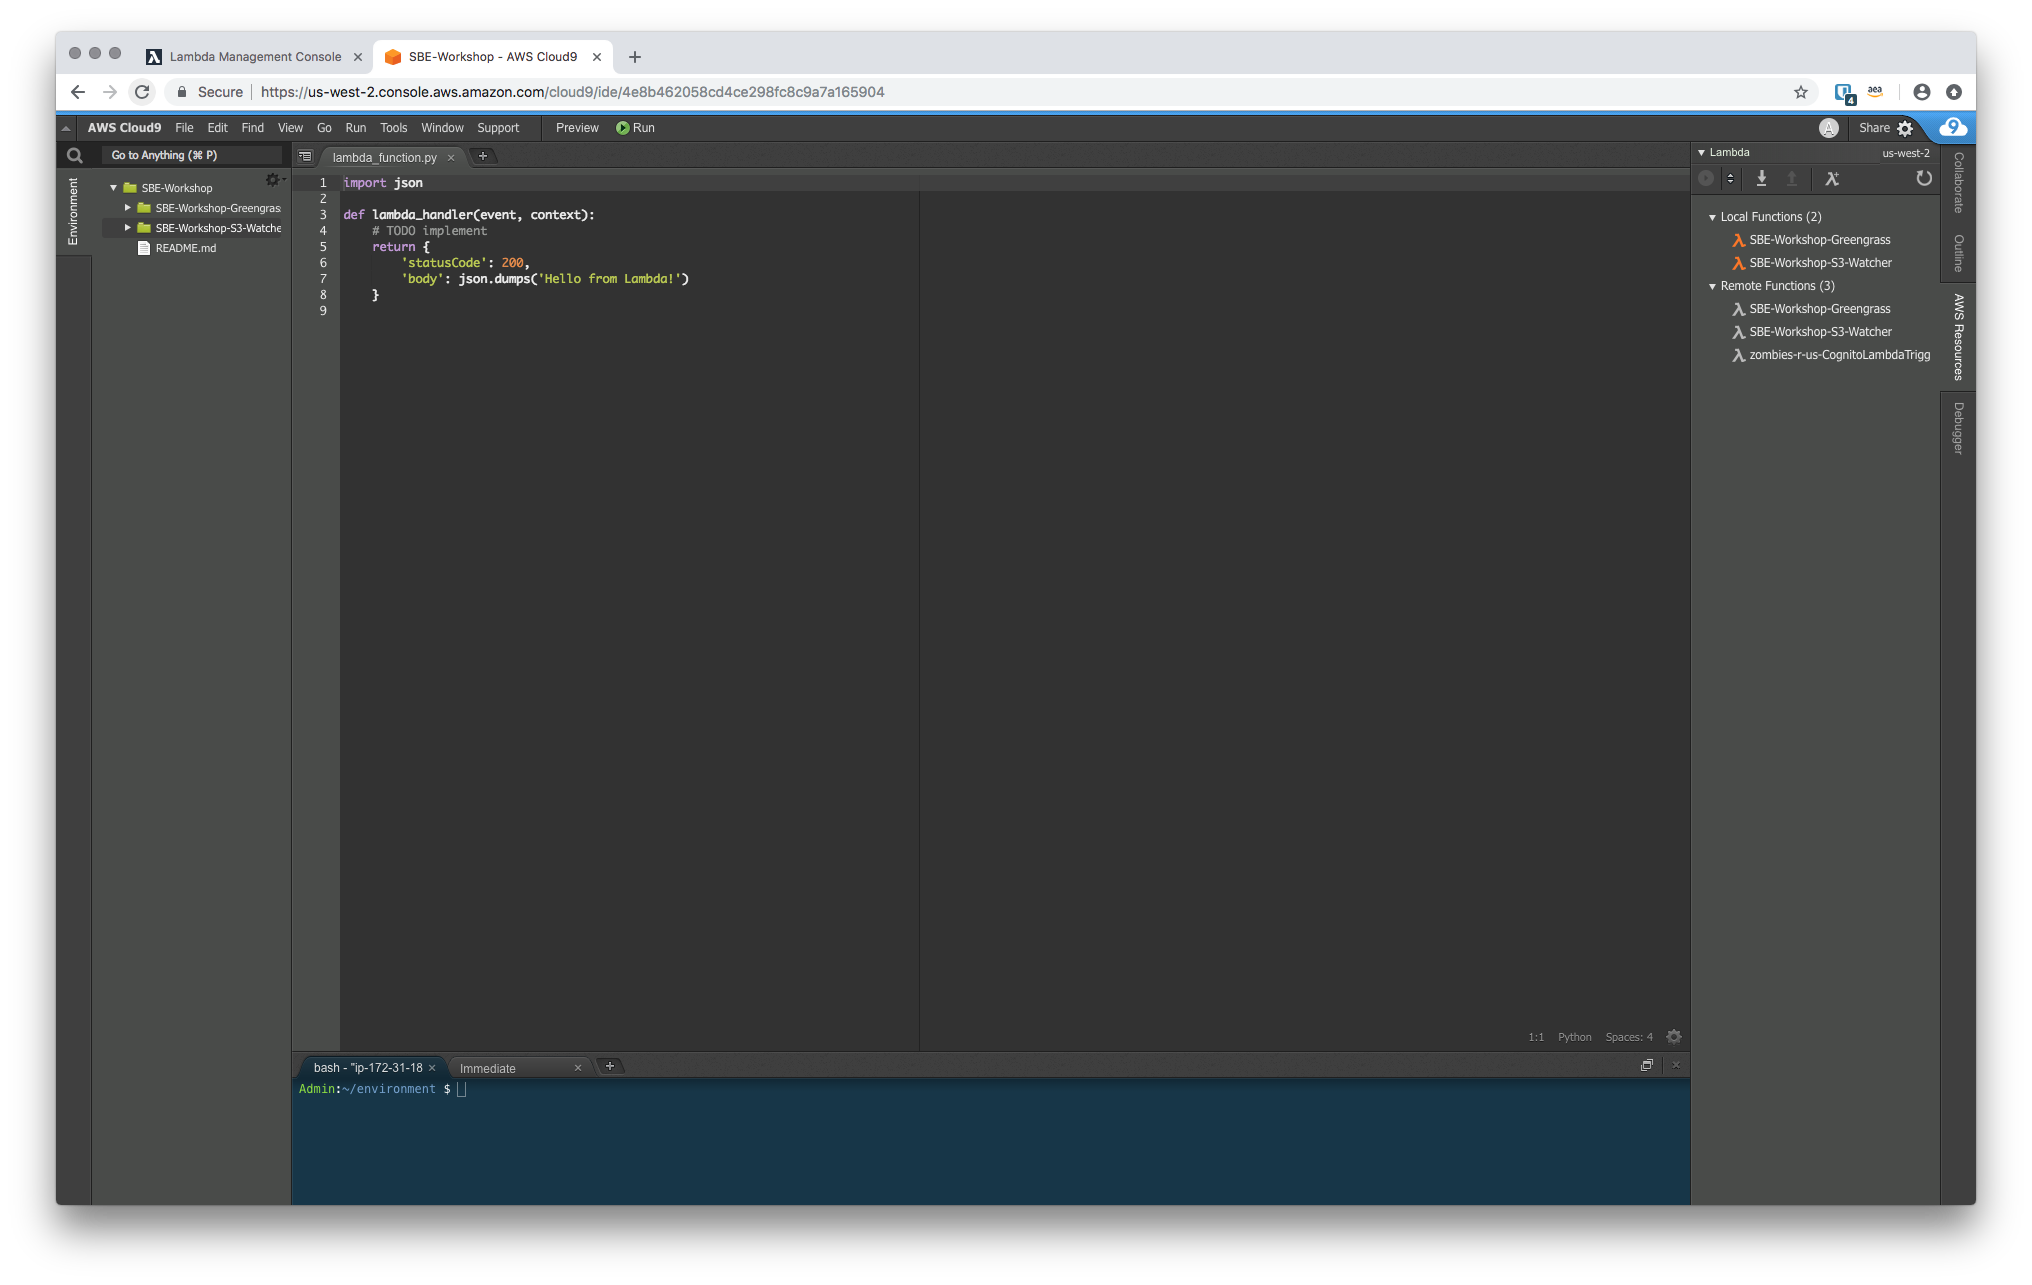 Lambda Management Console
SBE-Workshop - AWS Cloud9
Secure
https://us-west-2.console.aws.amazon.com/cloud9/ide/4e8b462058cd4ce298fc8c9a7a165904
4
aea
AWS Cloud9 File Edit Find View Go Run Tools Window Support Preview Run
A Share 9
Go to Anything (⌘ P)
Environment
SBE-Workshop
SBE-Workshop-Greengras
SBE-Workshop-S3-Watche
README.md
lambda_function.py
1 import json
2
3 def lambda_handler(event, context):
4     # TODO implement
5     return {
6         'statusCode': 200,
7         'body': json.dumps('Hello from Lambda!')
8     }
9
1:1 Python Spaces: 4
bash - "ip-172-31-18
Immediate
Admin:~/environment $
Lambda us-west-2
Local Functions (2)
SBE-Workshop-Greengrass
SBE-Workshop-S3-Watcher
Remote Functions (3)
SBE-Workshop-Greengrass
SBE-Workshop-S3-Watcher
zombies-r-us-CognitoLambdaTrigg
Collaborate
Outline
AWS Resources
Debugger